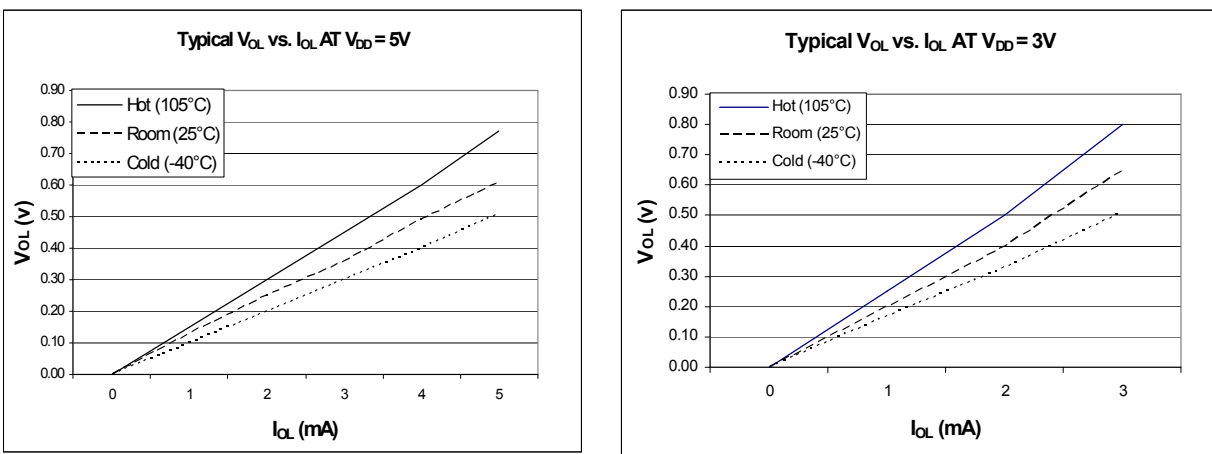 Typical VOL vs. IOL AT VDD = 5V
0.90
0.80
0.70
0.60
0.50
0.40
0.30
0.20
0.10
0.00
VOL (v)
Hot (105°C)
Room (25°C)
Cold (-40°C)
0 1 2 3 4 5
IOL (mA)
Typical VOL vs. IOL AT VDD = 3V
0.90
0.80
0.70
0.60
0.50
0.40
0.30
0.20
0.10
0.00
VOL (v)
Hot (105°C)
Room (25°C)
Cold (-40°C)
0 1 2 3
IOL (mA)